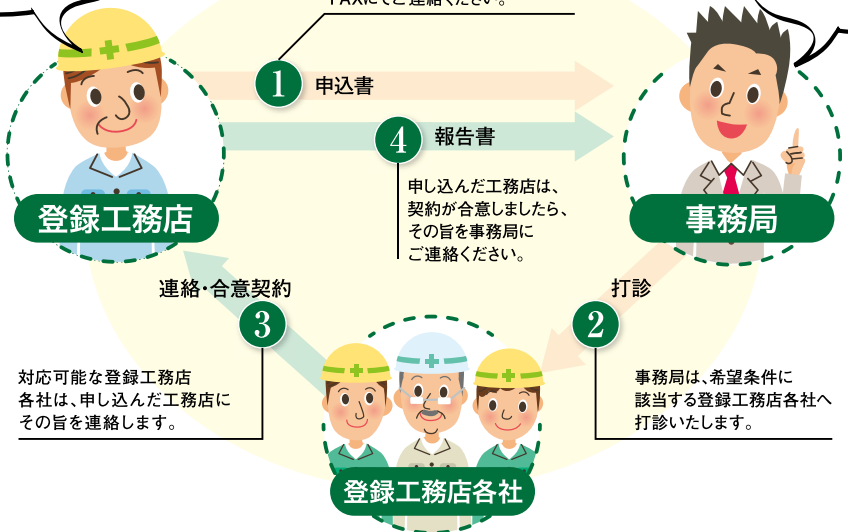 FAXにてご連絡ください。
1
申込書
4
報告書
申し込んだ工務店は、
契約が合意しましたら、
その旨を事務局に
ご連絡ください。
登録工務店
事務局
連絡・合意契約
3
対応可能な登録工務店
各社は、申し込んだ工務店に
その旨を連絡します。
打診
2
事務局は、希望条件に
該当する登録工務店各社へ
打診いたします。
登録工務店各社